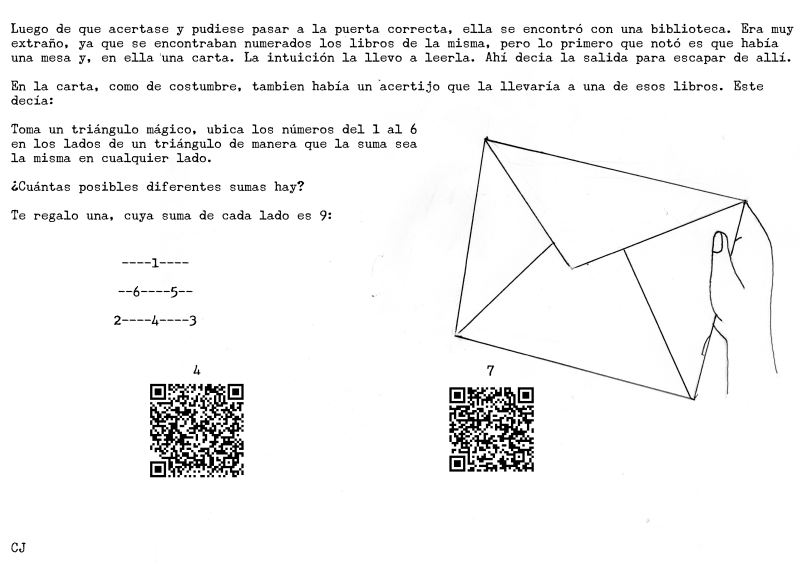 Luego de que acertase y pudiese pasar a la puerta correcta, ella se encontró con una biblioteca. Era muy
extraño, ya que se encontraban numerados los libros de la misma, pero lo primero que notó es que había
una mesa y, en ella una carta. La intuición la llevo a leerla. Ahí decia la salida para escapar de allí.
En la carta, como de costumbre, tambien había un acertijo que la llevaría a una de esos libros. Este
decía:
Toma un triángulo mágico, ubica los números del 1 al 6
en los lados de un triángulo de manera que la suma sea
la misma en cualquier lado.
¿Cuántas posibles diferentes sumas hay?
Te regalo una, cuya suma de cada lado es 9:
----1----
--6----5--
2----4----3
4 7
CJ